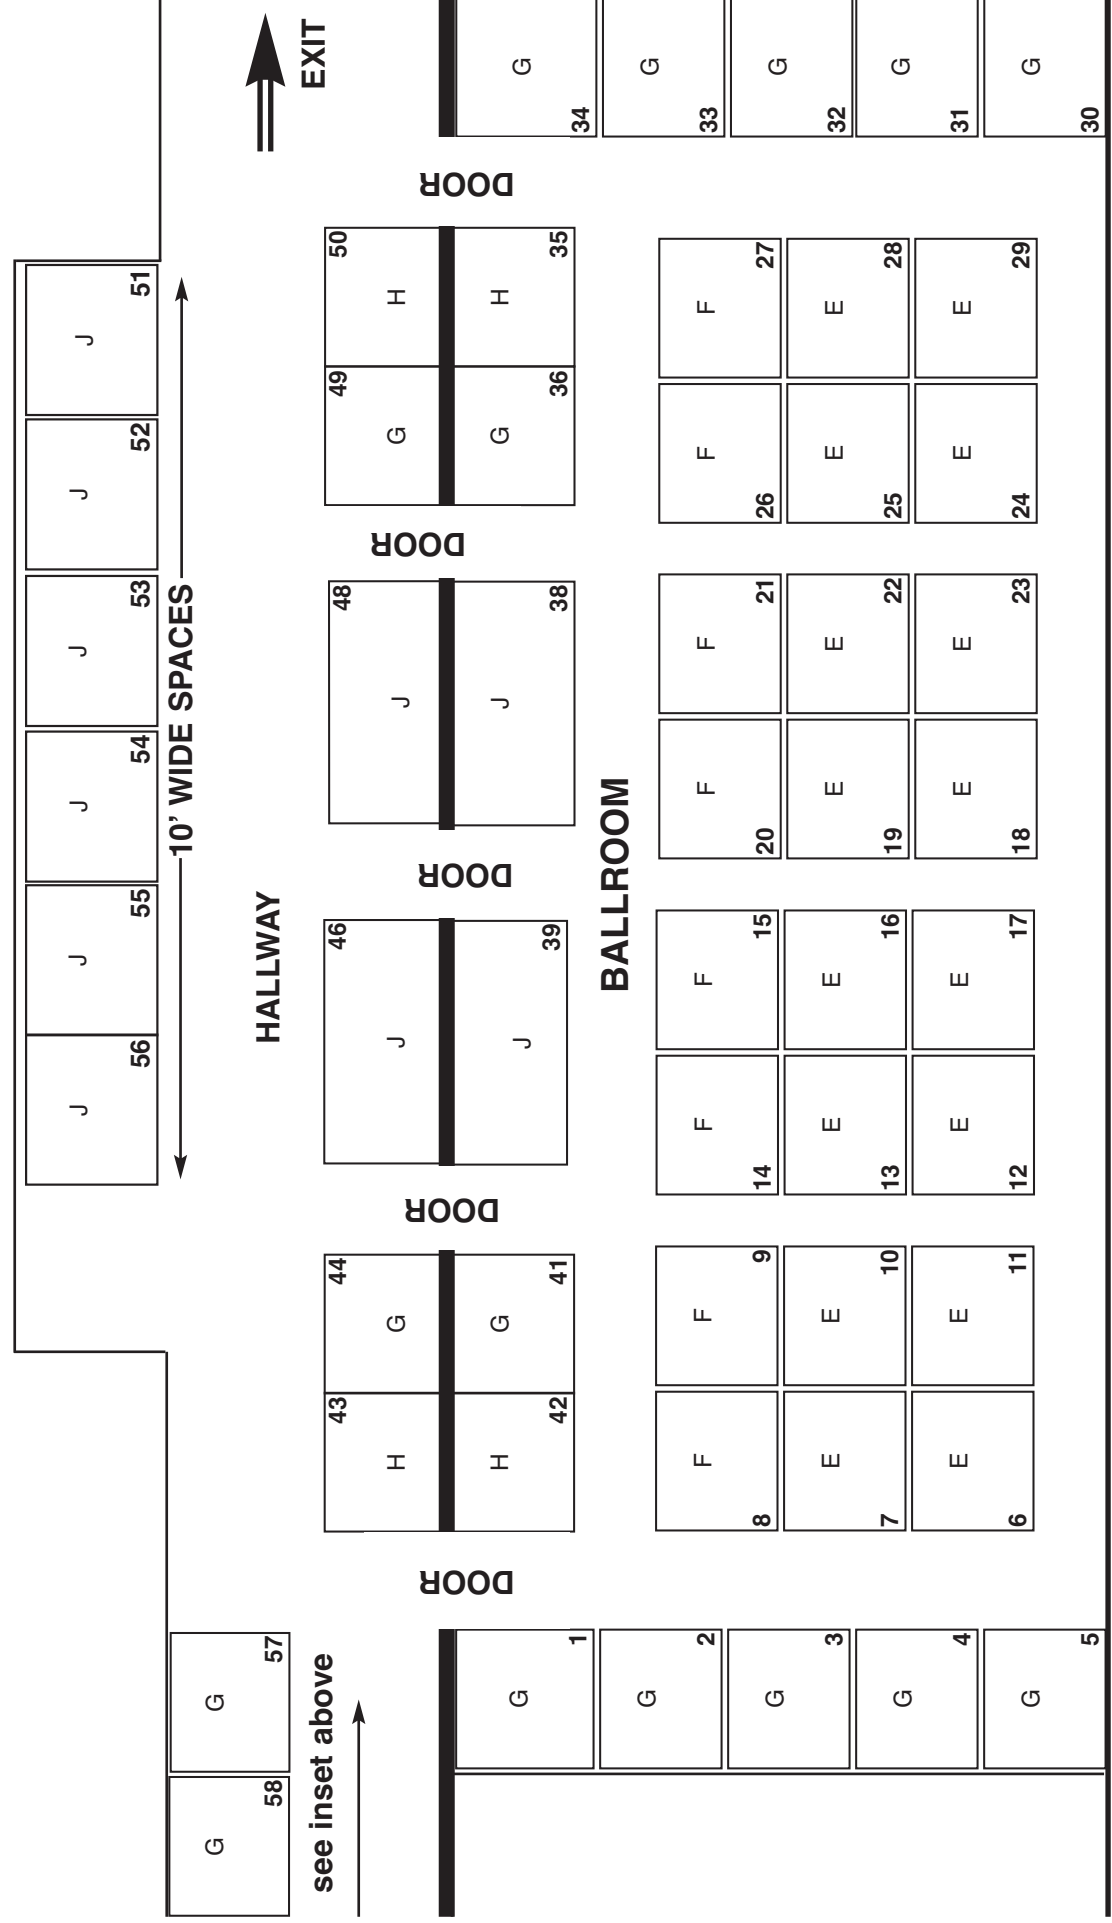 J J J J J J
56 55 54 53 52 51
10' WIDE SPACES
G G
58 57
HALLWAY
EXIT
see inset above
43 44 46 48 49 50
H G J J G H
DOOR DOOR DOOR DOOR DOOR
H G J J G H
42 41 39 38 36 35
G G
1 34
BALLROOM
G F F F F F F F F G
2 8 9 14 15 20 21 26 27 33
G E E E E E E E E G
3 7 10 13 16 19 22 25 28 32
G E E E E E E E E G
4 6 11 12 17 18 23 24 29 31
G G
5 30